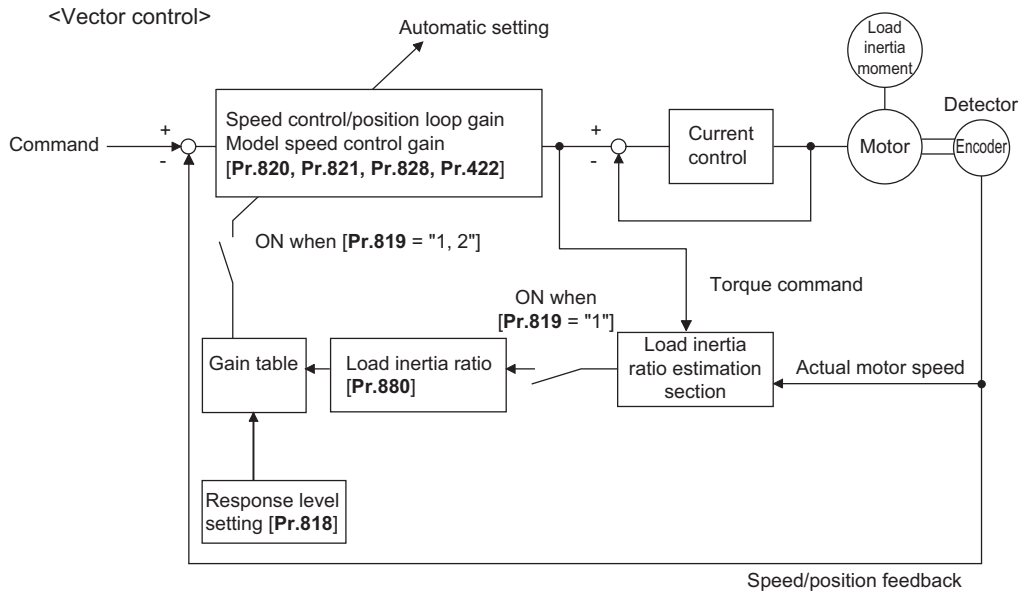 <Vector control>
Automatic setting
Load
inertia
moment
Detector
Command
+
-
Speed control/position loop gain
Model speed control gain
[Pr.820, Pr.821, Pr.828, Pr.422]
+
-
Current
control
Motor
Encoder
ON when [Pr.819 = "1, 2"]
Torque command
ON when
[Pr.819 = "1"]
Gain table
Load inertia ratio
[Pr.880]
Load inertia
ratio estimation
section
Actual motor speed
Response level
setting [Pr.818]
Speed/position feedback